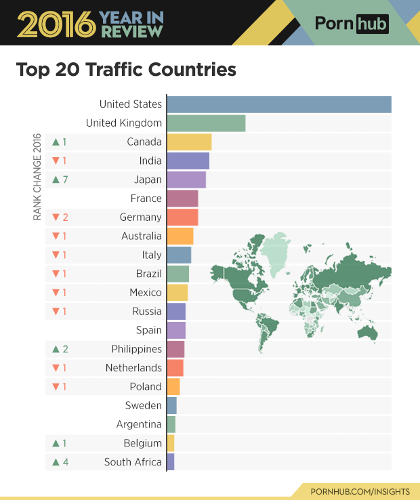 2016 YEAR IN REVIEW
Pornhub
Top 20 Traffic Countries
RANK CHANGE 2016
United States
United Kingdom
▲ 1 Canada
▼ 1 India
▲ 7 Japan
France
▼ 2 Germany
▼ 1 Australia
▼ 1 Italy
▼ 1 Brazil
▼ 1 Mexico
▼ 1 Russia
Spain
▲ 2 Philippines
▼ 1 Netherlands
▼ 1 Poland
Sweden
Argentina
▲ 1 Belgium
▲ 4 South Africa
PORNHUB.COM/INSIGHTS